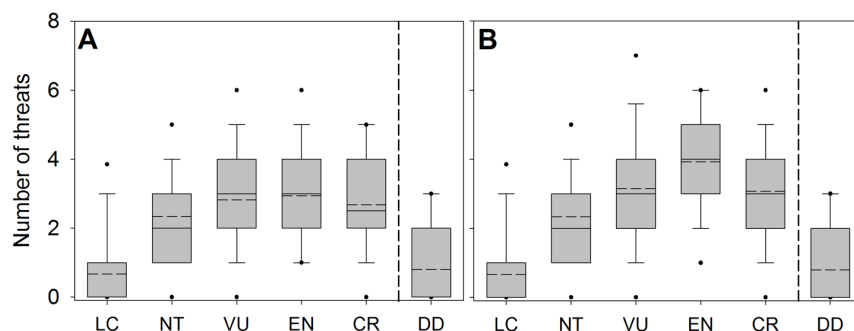 Number of threats
8
6
4
2
0
A
B
LC NT VU EN CR DD
LC NT VU EN CR DD